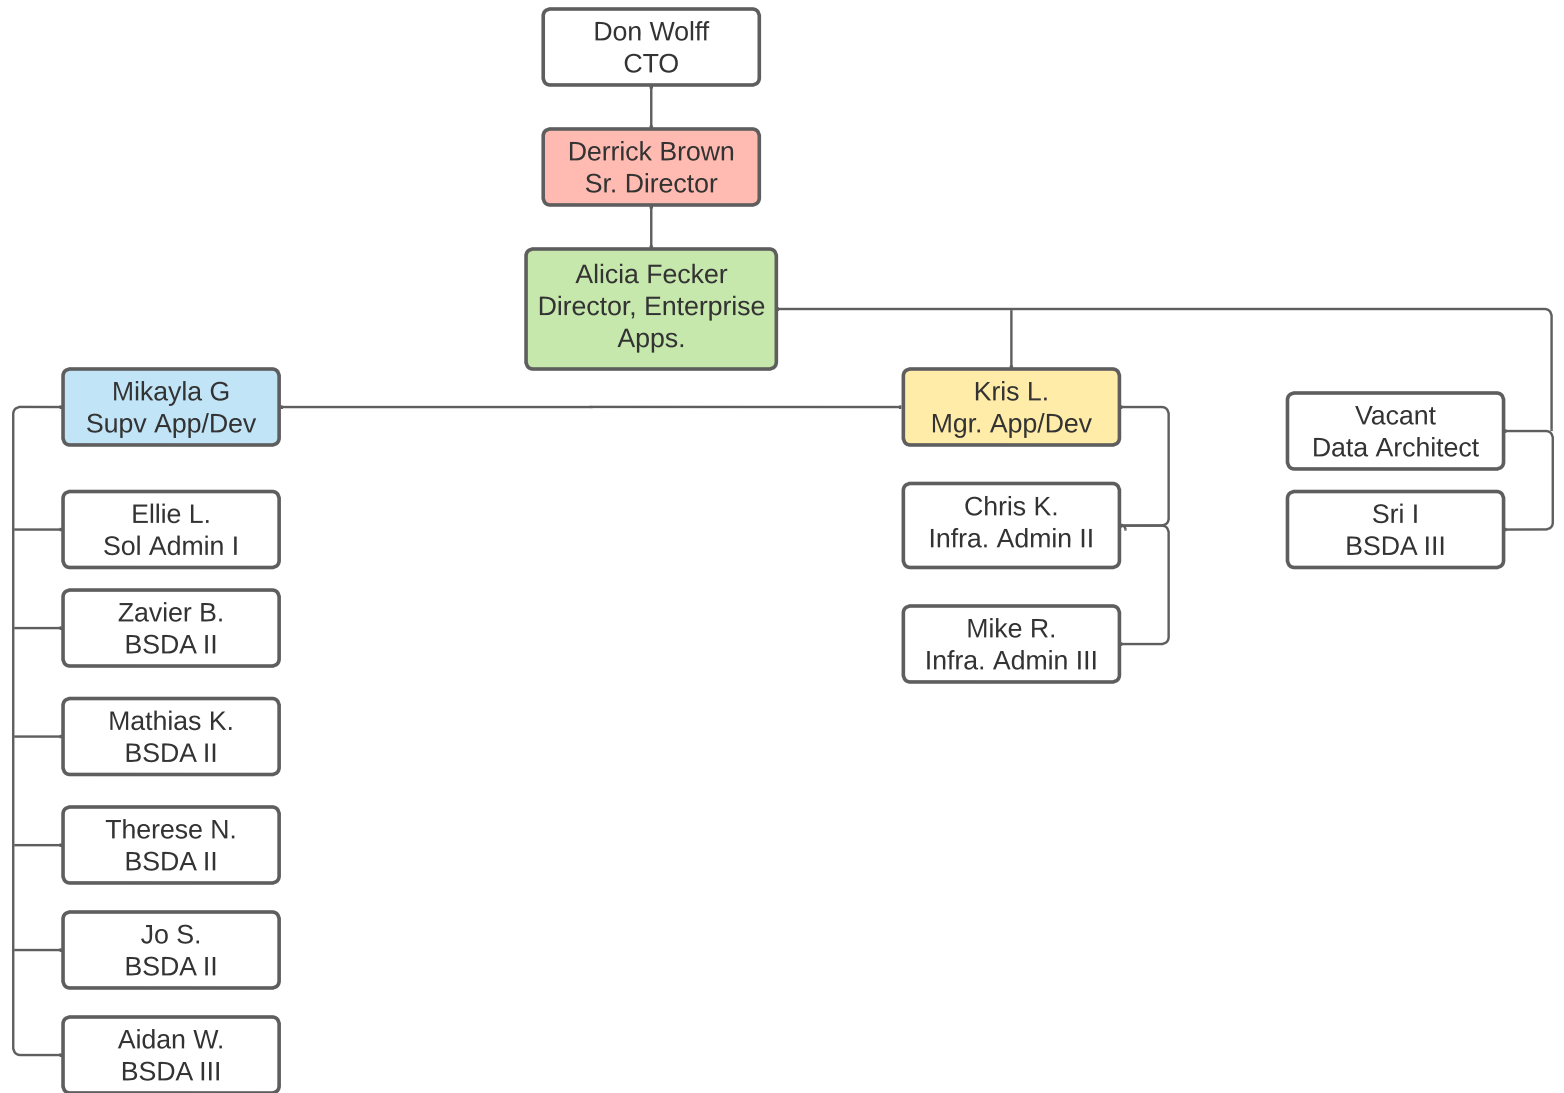 Don Wolff
CTO
Derrick Brown
Sr. Director
Alicia Fecker
Director, Enterprise
Apps.
Mikayla G
Supv App/Dev
Kris L.
Mgr. App/Dev
Vacant
Data Architect
Ellie L.
Sol Admin I
Chris K.
Infra. Admin II
Sri I
BSDA III
Zavier B.
BSDA II
Mike R.
Infra. Admin III
Mathias K.
BSDA II
Therese N.
BSDA II
Jo S.
BSDA II
Aidan W.
BSDA III